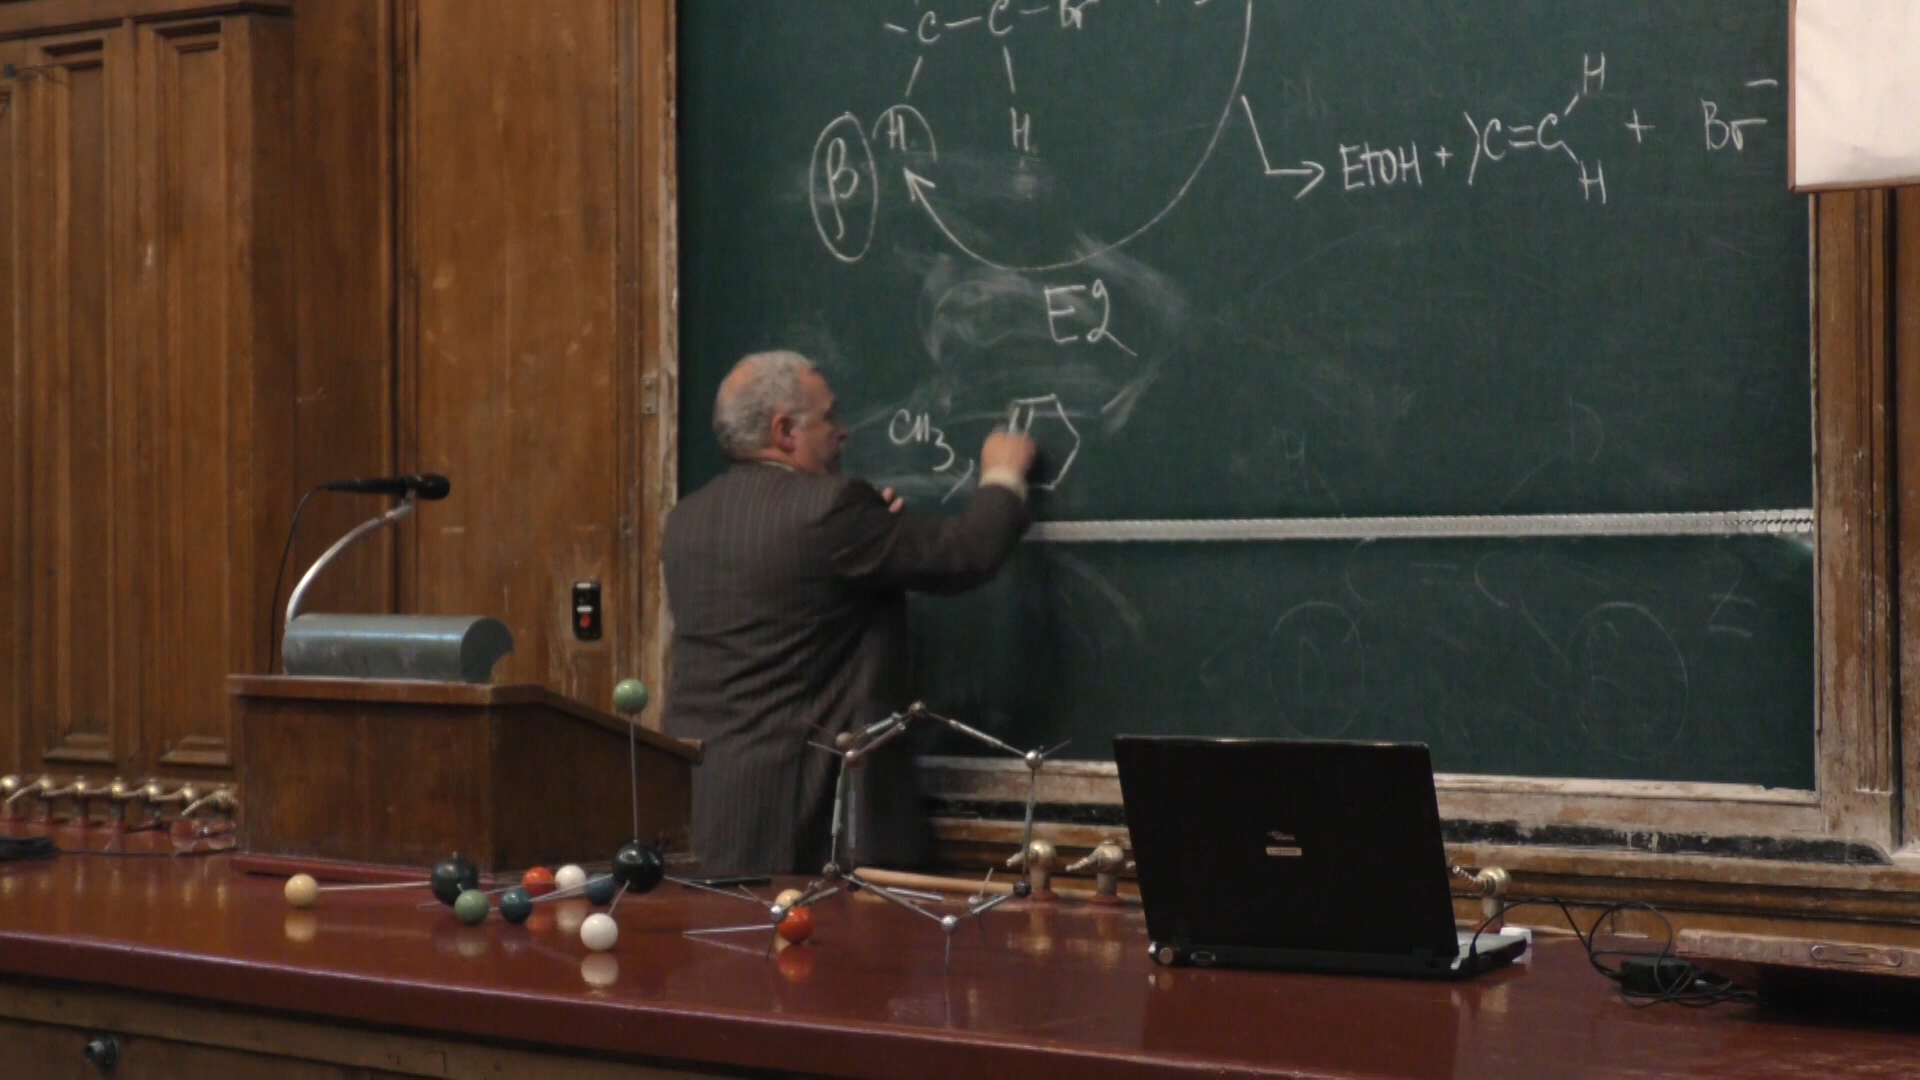 -C-C-Br
H H
β
EtOH + C=C + Br⁻
H
H
E2
CH3